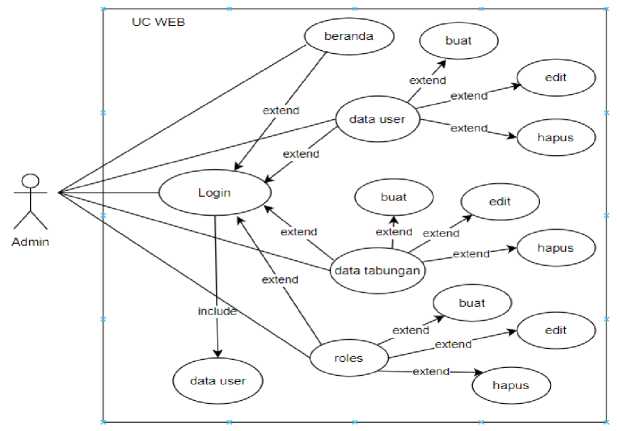 UC WEB
beranda
buat
extend
edit
extend
extend
data user
extend
hapus
extend
Login
Admin
buat
edit
extend
extend
extend
hapus
extend
data tabungan
extend
buat
include
extend
edit
extend
roles
extend
data user
hapus